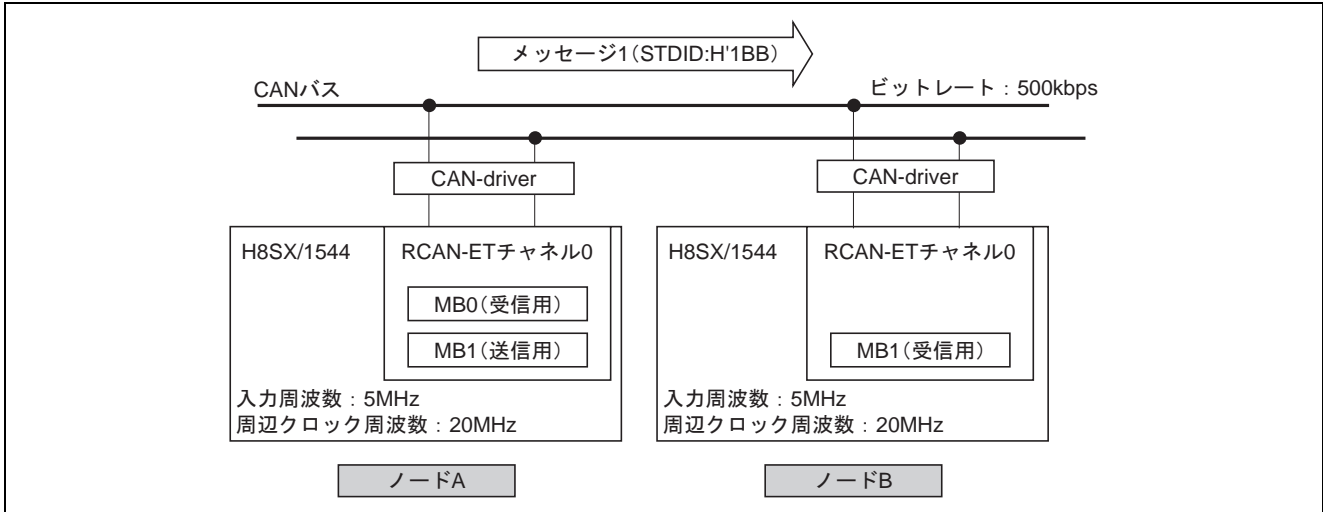 メッセージ1(STDID:H'1BB)
CANバス
ビットレート：500kbps
CAN-driver
CAN-driver
H8SX/1544
RCAN-ETチャネル0
MB0(受信用)
MB1(送信用)
入力周波数：5MHz
周辺クロック周波数：20MHz
H8SX/1544
RCAN-ETチャネル0
MB1(受信用)
入力周波数：5MHz
周辺クロック周波数：20MHz
ノードA
ノードB